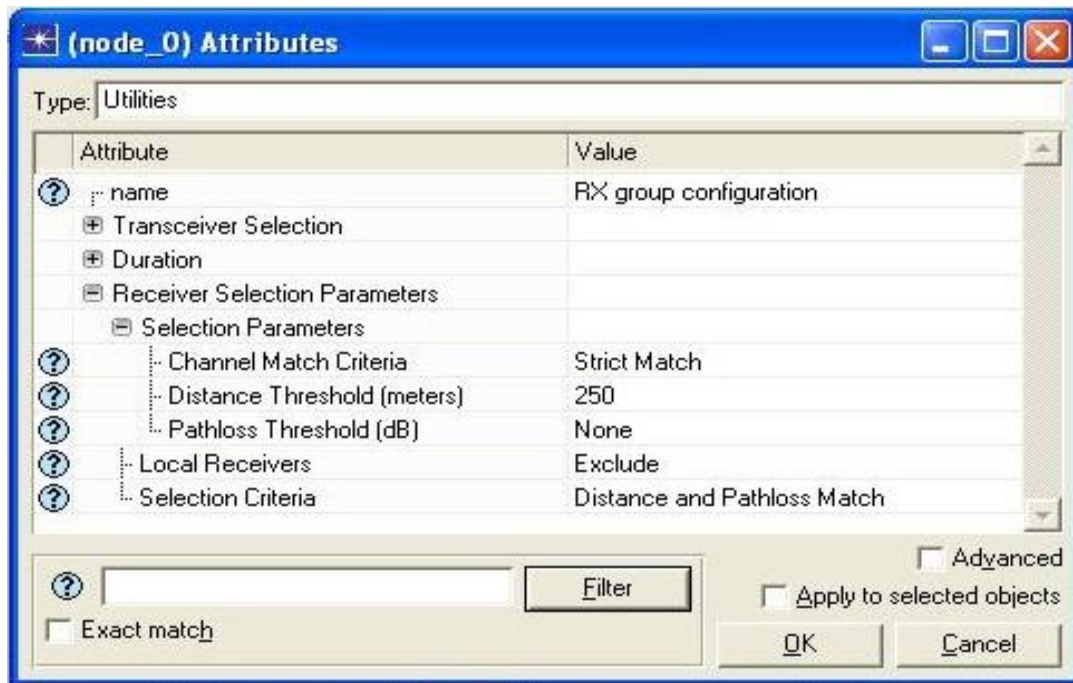 (node_0) Attributes
Type: Utilities
Attribute Value
name RX group configuration
Transceiver Selection
Duration
Receiver Selection Parameters
Selection Parameters
Channel Match Criteria Strict Match
Distance Threshold (meters) 250
Pathloss Threshold (dB) None
Local Receivers Exclude
Selection Criteria Distance and Pathloss Match
Advanced
Filter
Apply to selected objects
Exact match
OK Cancel